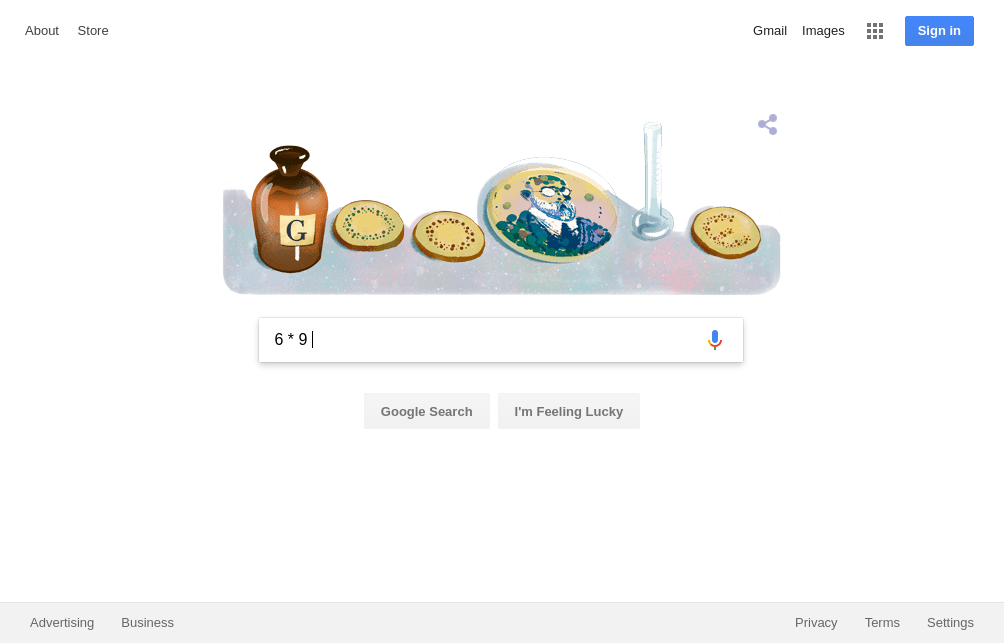 About Store Gmail Images Sign in
G
6 * 9
Google Search I'm Feeling Lucky
Advertising Business Privacy Terms Settings